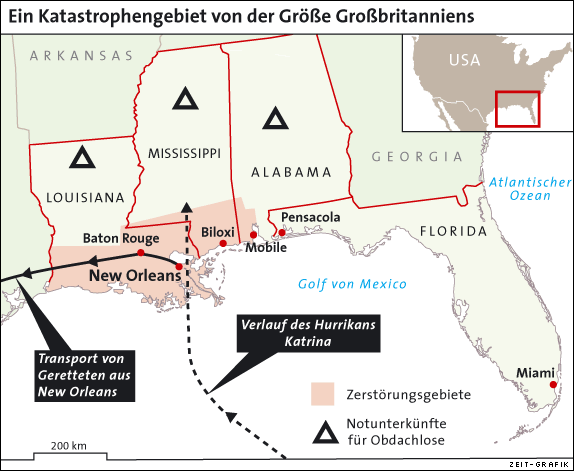 Ein Katastrophengebiet von der Größe Großbritanniens
ARKANSAS
USA
MISSISSIPPI
ALABAMA
GEORGIA
LOUISIANA
Atlantischer
Ozean
Pensacola
FLORIDA
Baton Rouge
Biloxi
Mobile
New Orleans
Golf von Mexico
Verlauf des Hurrikans
Katrina
Transport von
Geretteten aus
New Orleans
Miami
Zerstörungsgebiete
Notunterkünfte
für Obdachlose
200 km
ZEIT-GRAFIK